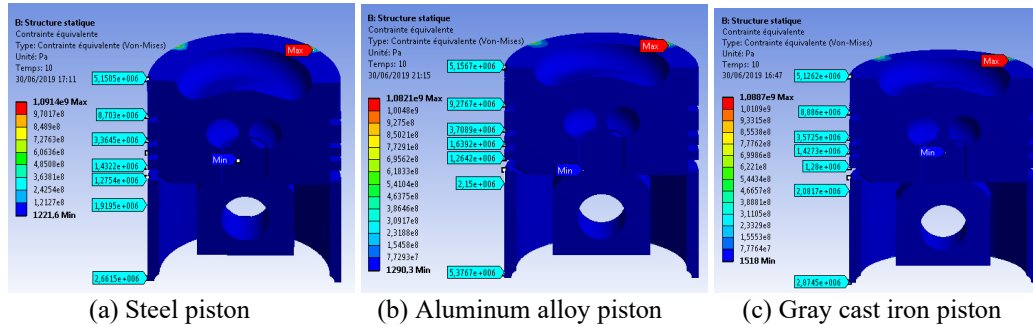 B: Structure statique
Contrainte équivalente
Type: Contrainte équivalente (Von-Mises)
Unité: Pa
Temps: 10
30/06/2019 17:11
1,0914e9 Max
9,7017e8
8,489e8
7,2763e8
6,0636e8
4,8508e8
3,6381e8
2,4254e8
1,2127e8
1221,6 Min
5,1505e+006
8,703e+006
3,3645e+006
1,4322e+006
1,2754e+006
1,9195e+006
2,6615e+006
Max
Min
(a) Steel piston
B: Structure statique
Contrainte équivalente
Type: Contrainte équivalente (Von-Mises)
Unité: Pa
Temps: 10
30/06/2019 21:15
1,0821e9 Max
1,0048e9
9,275e8
8,5021e8
7,7291e8
6,9562e8
6,1833e8
5,4104e8
4,6375e8
3,8646e8
3,0917e8
2,3188e8
1,5458e8
7,7293e7
1290,3 Min
5,1567e+006
9,2767e+006
3,7089e+006
1,6392e+006
1,2642e+006
2,15e+006
5,3767e+006
Max
Min
(b) Aluminum alloy piston
B: Structure statique
Contrainte équivalente
Type: Contrainte équivalente (Von-Mises)
Unité: Pa
Temps: 10
30/06/2019 16:47
1,0887e9 Max
1,0109e9
9,3315e8
8,5538e8
7,7762e8
6,9986e8
6,221e8
5,4434e8
4,6657e8
3,8881e8
3,1105e8
2,3329e8
1,5553e8
7,7764e7
1518 Min
5,1262e+006
8,886e+006
3,5725e+006
1,4273e+006
1,28e+006
2,0817e+006
2,8745e+006
Max
Min
(c) Gray cast iron piston